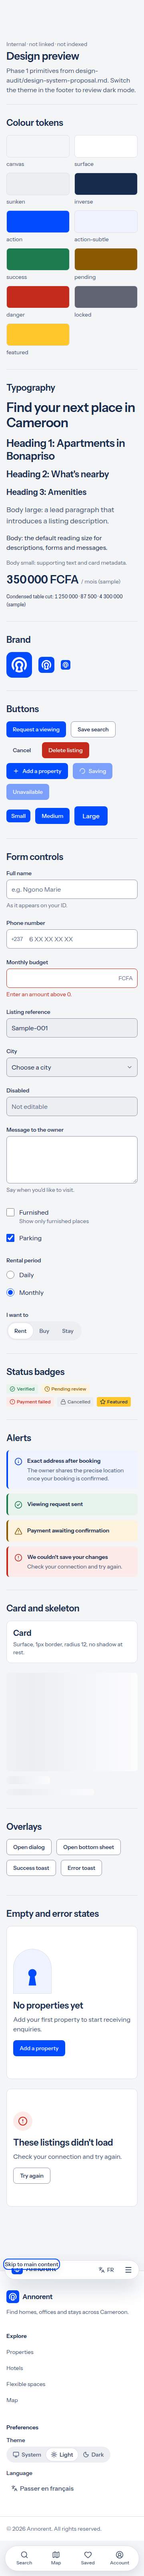 Internal · not linked · not indexed
Design preview
Phase 1 primitives from design-
audit/design-system-proposal.md. Switch
the theme in the footer to review dark mode.
Colour tokens
canvas
surface
sunken
inverse
action
action-subtle
success
pending
danger
locked
featured
Typography
Find your next place in
Cameroon
Heading 1: Apartments in
Bonapriso
Heading 2: What's nearby
Heading 3: Amenities
Body large: a lead paragraph that
introduces a listing description.
Body: the default reading size for
descriptions, forms and messages.
Body small: supporting text and card metadata.
350 000 FCFA / mois (sample)
Condensed tabular cut: 1 250 000 · 87 500 · 4 300 000
(sample)
Brand
Buttons
Request a viewing
Save search
Cancel
Delete listing
Add a property
Saving
Unavailable
Small
Medium
Large
Form controls
Full name
e.g. Ngono Marie
As it appears on your ID.
Phone number
+237 6 XX XX XX XX
Monthly budget
FCFA
Enter an amount above 0.
Listing reference
Sample-001
City
Choose a city
Disabled
Not editable
Message to the owner
Say when you'd like to visit.
Furnished
Show only furnished places
Parking
Rental period
Daily
Monthly
I want to
Rent
Buy
Stay
Status badges
Verified
Pending review
Payment failed
Cancelled
Featured
Alerts
Exact address after booking
The owner shares the precise location
once your booking is confirmed.
Viewing request sent
Payment awaiting confirmation
We couldn't save your changes
Check your connection and try again.
Card and skeleton
Card
Surface, 1px border, radius 12, no shadow at
rest.
Overlays
Open dialog
Open bottom sheet
Success toast
Error toast
Empty and error states
No properties yet
Add your first property to start receiving
enquiries.
Add a property
These listings didn't load
Check your connection and try again.
Try again
Skip to main content
Annorent
FR
Annorent
Find homes, offices and stays across Cameroon.
Explore
Properties
Hotels
Flexible spaces
Map
Preferences
Theme
System
Light
Dark
Language
Passer en français
© 2026 Annorent. All rights reserved.
Search
Map
Saved
Account